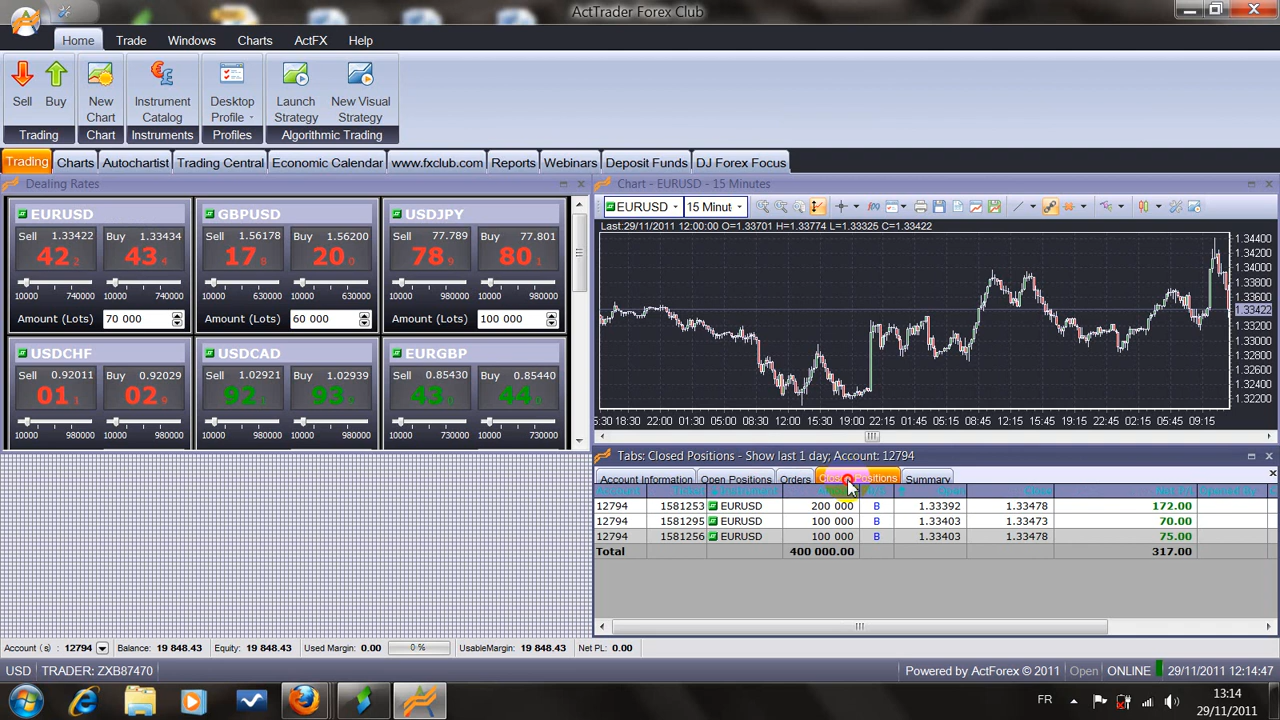 ActTrader Forex Club
Home Trade Windows Charts ActFX Help
Sell Buy New Chart Instrument Catalog Desktop Profile Launch Strategy New Visual Strategy
Trading Chart Instruments Profiles Algorithmic Trading
Trading Charts Autochartist Trading Central Economic Calendar www.fxclub.com Reports Webinars Deposit Funds DJ Forex Focus
Dealing Rates
EURUSD GBPUSD USDJPY
Sell 1.33422 Buy 1.33434 Sell 1.56178 Buy 1.56200 Sell 77.789 Buy 77.801
42 2 43 4 17 8 20 0 78 9 80 1
10000 740000 10000 630000 10000 980000
Amount (Lots) 70 000 Amount (Lots) 60 000 Amount (Lots) 100 000
USDCHF USDCAD EURGBP
Sell 0.92011 Buy 0.92029 Sell 1.02921 Buy 1.02939 Sell 0.85430 Buy 0.85440
01 1 02 9 92 1 93 9 43 0 44 0
10000 980000 10000 980000 10000 980000
Chart - EURUSD - 15 Minutes
EURUSD 15 Minut
Last:29/11/2011 12:00:00 O=1.33701 H=1.33774 L=1.33325 C=1.33422
1.34400
1.34200
1.34000
1.33800
1.33600
1.33422
1.33200
1.33000
1.32800
1.32600
1.32400
1.32200
5:30 18:30 22:00 01:30 05:00 08:30 12:00 15:30 19:00 22:15 01:45 05:15 08:45 12:15 15:45 19:15 22:45 02:15 05:45 09:15
Tabs: Closed Positions - Show last 1 day; Account: 12794
Account Information Open Positions Orders Closed Positions Summary
12794 1581253 EURUSD 200 000 B 1.33392 1.33478 172.00
12794 1581295 EURUSD 100 000 B 1.33403 1.33473 70.00
12794 1581256 EURUSD 100 000 B 1.33403 1.33478 75.00
Total 400 000.00 317.00
Account (s) : 12794 Balance: 19 848.43 Equity: 19 848.43 Used Margin: 0.00 0 % UsableMargin: 19 848.43 Net PL: 0.00
USD TRADER: ZXB87470 Powered by ActForex © 2011 Open ONLINE 29/11/2011 12:14:47
FR 13:14
29/11/2011